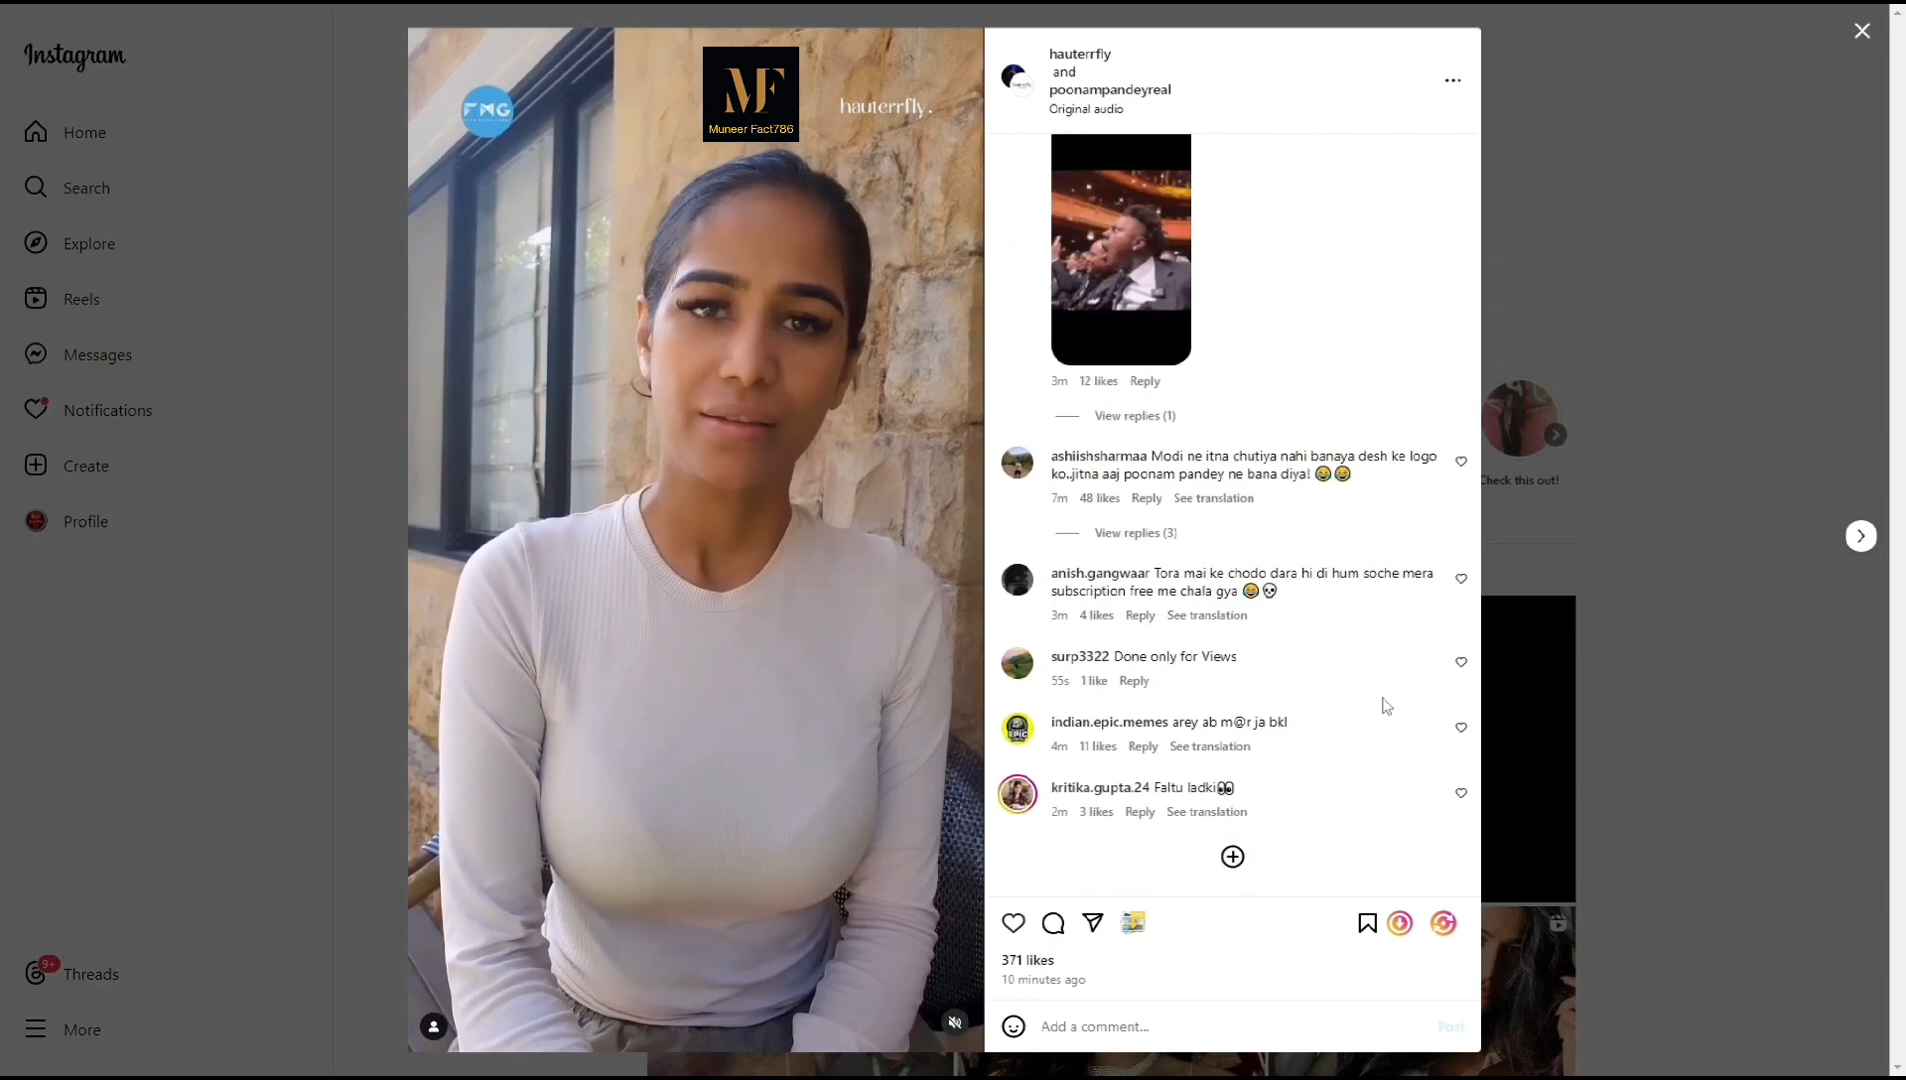 Instagram
Home
Search
Explore
Reels
Messages
Notifications
Create
Profile
9+
Threads
More
FMG
MF
Muneer Fact786
hauterrfly.
hauterrfly
and
poonampandeyreal
Original audio
3m 12 likes Reply
View replies (1)
ashiishsharmaa Modi ne itna chutiya nahi banaya desh ke logo
ko..jitna aaj poonam pandey ne bana diya! 😂😂
7m 48 likes Reply See translation
View replies (3)
anish.gangwaar Tora mai ke chodo dara hi di hum soche mera
subscription free me chala gya 😂💀
3m 4 likes Reply See translation
surp3322 Done only for Views
55s 1 like Reply
indian.epic.memes arey ab m@r ja bkl
4m 11 likes Reply See translation
kritika.gupta.24 Faltu ladki👀
2m 3 likes Reply See translation
371 likes
10 minutes ago
Add a comment...
Post
Check this out!